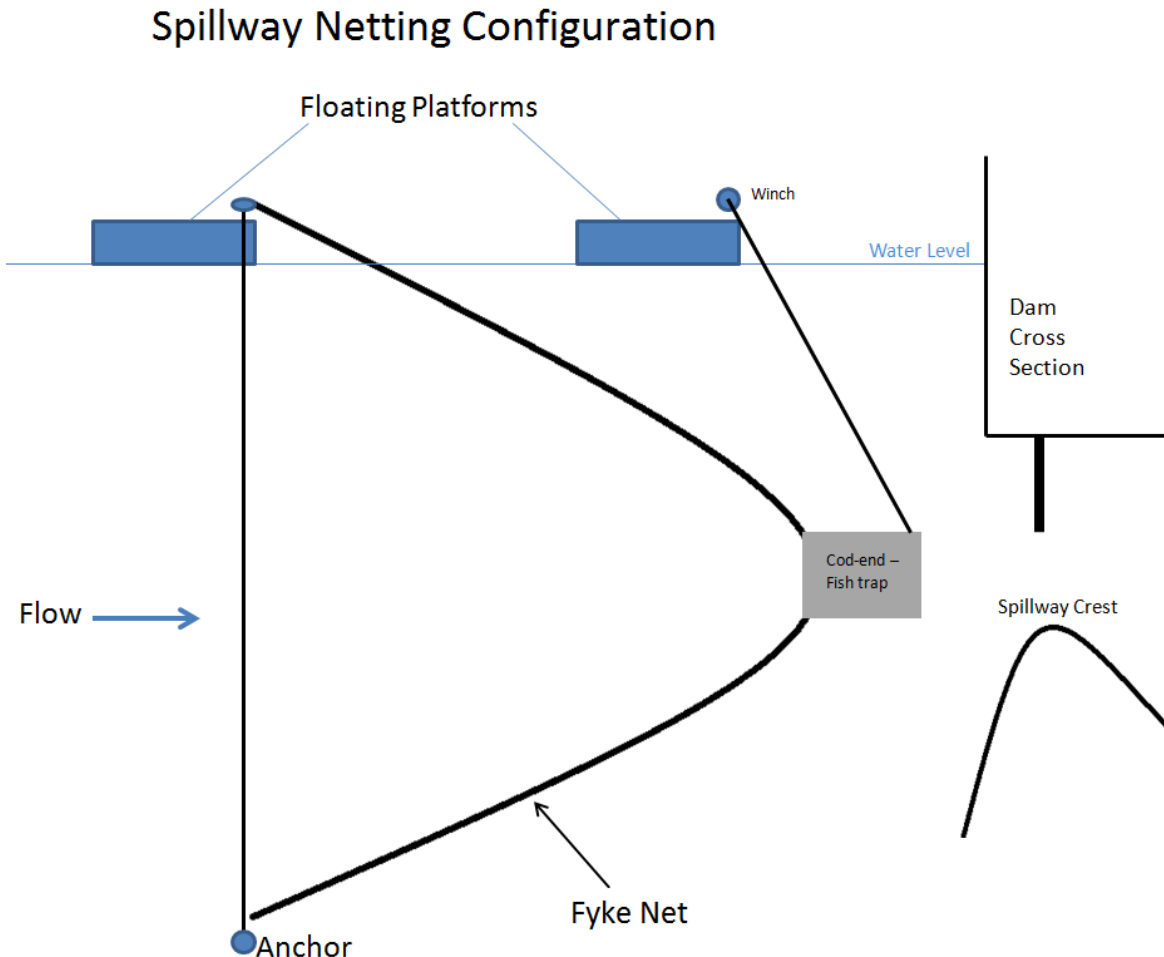 Spillway Netting Configuration
Floating Platforms
Winch
Water Level
Dam
Cross
Section
Cod-end –
Fish trap
Flow
Spillway Crest
Fyke Net
Anchor